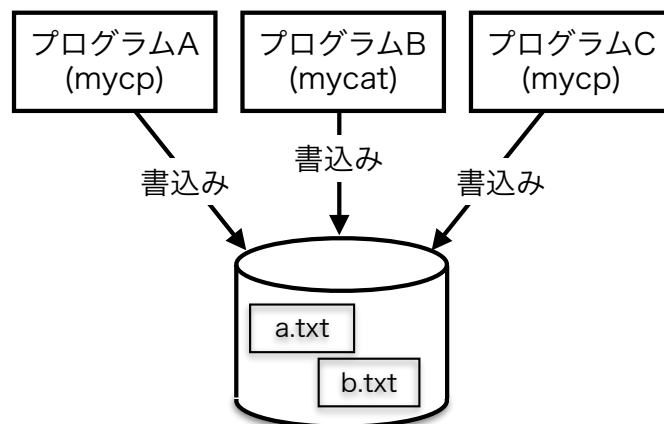 プログラムA
(mycp)
プログラムB
(mycat)
プログラムC
(mycp)
書込み
書込み
書込み
a.txt
b.txt